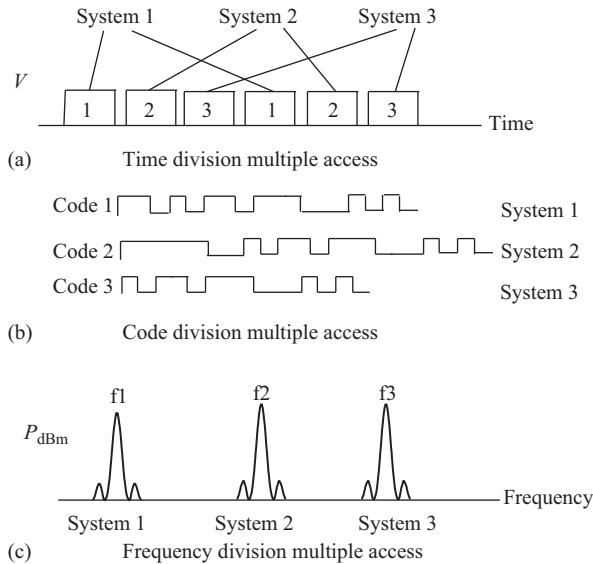 System 1 System 2 System 3
V
1 2 3 1 2 3
Time
(a) Time division multiple access
Code 1 System 1
Code 2 System 2
Code 3 System 3
(b) Code division multiple access
f1 f2 f3
PdBm
Frequency
System 1 System 2 System 3
(c) Frequency division multiple access